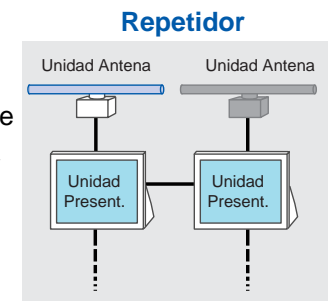 Repetidor
Unidad Antena
Unidad Antena
e
Unidad
Present.
Unidad
Present.